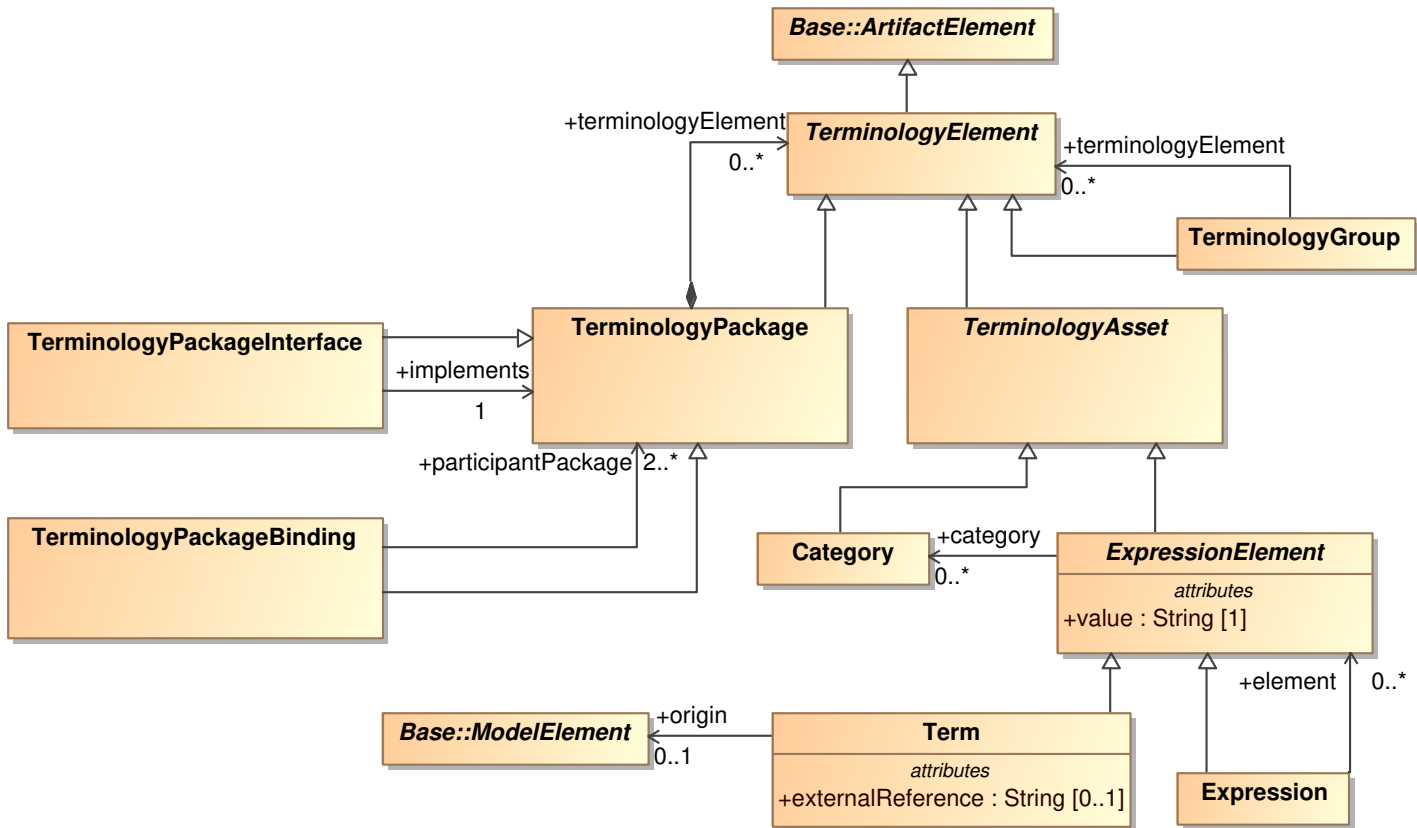 Base::ArtifactElement
+terminologyElement
0..*
TerminologyElement
+terminologyElement
0..*
TerminologyGroup
TerminologyPackageInterface
+implements
1
TerminologyPackage
TerminologyAsset
+participantPackage
2..*
TerminologyPackageBinding
Category
+category
0..*
ExpressionElement
attributes
+value : String [1]
+element
0..*
Base::ModelElement
+origin
0..1
Term
attributes
+externalReference : String [0..1]
Expression